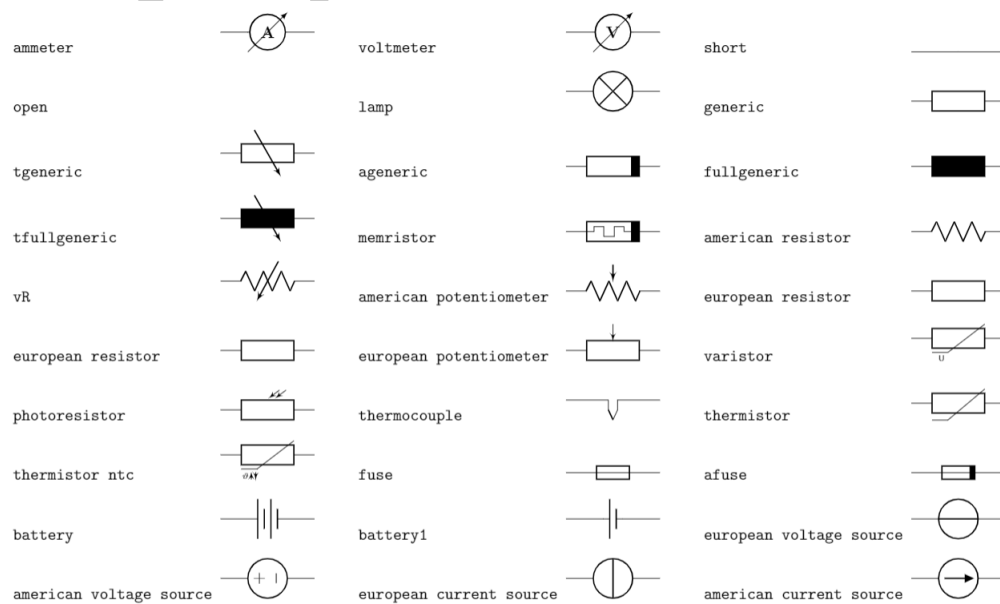 ammeter A voltmeter V short
open lamp generic
tgeneric ageneric fullgeneric
tfullgeneric memristor american resistor
vR american potentiometer european resistor
european resistor european potentiometer varistor
U
photoresistor thermocouple thermistor
thermistor ntc fuse afuse
ϑ
battery battery1 european voltage source
american voltage source + - european current source american current source